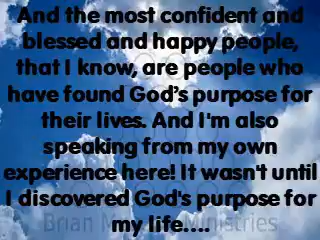 And the most confident and
blessed and happy people,
that I know, are people who
have found God's purpose for
their lives. And I'm also
speaking from my own
experience here! It wasn't until
I discovered God's purpose for
my life....
Brian Ministries